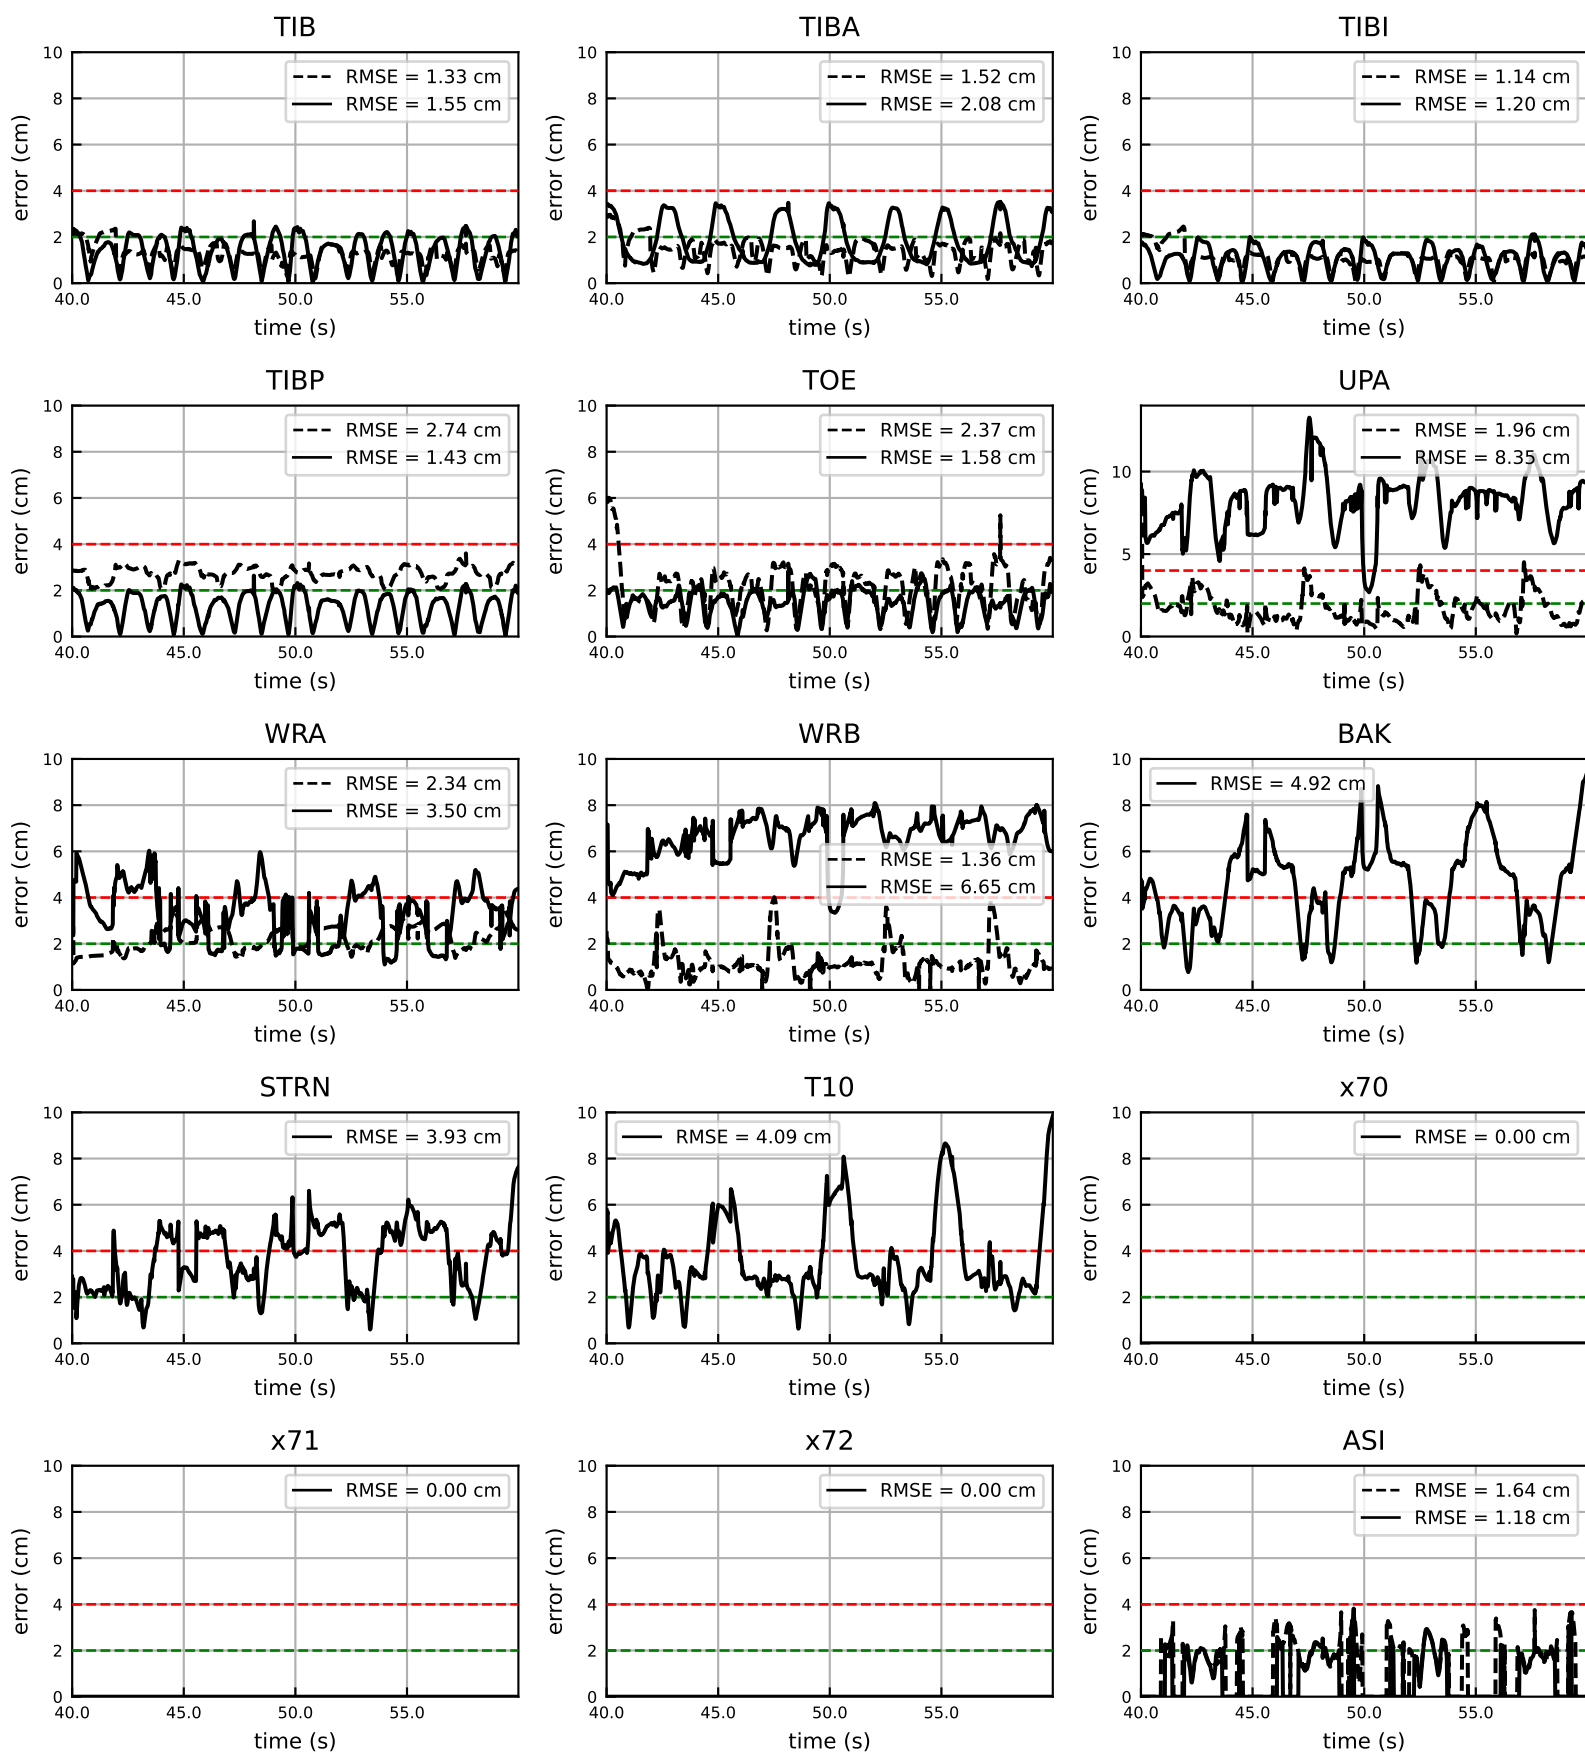 TIB
TIBA
TIBI
10
8
6
4
2
0
error (cm)
RMSE = 1.33 cm
RMSE = 1.55 cm
40.0 45.0 50.0 55.0
time (s)
10
8
6
4
2
0
error (cm)
RMSE = 1.52 cm
RMSE = 2.08 cm
40.0 45.0 50.0 55.0
time (s)
10
8
6
4
2
0
error (cm)
RMSE = 1.14 cm
RMSE = 1.20 cm
40.0 45.0 50.0 55.0
time (s)
TIBP
TOE
UPA
10
8
6
4
2
0
error (cm)
RMSE = 2.74 cm
RMSE = 1.43 cm
40.0 45.0 50.0 55.0
time (s)
10
8
6
4
2
0
error (cm)
RMSE = 2.37 cm
RMSE = 1.58 cm
40.0 45.0 50.0 55.0
time (s)
10
5
0
error (cm)
RMSE = 1.96 cm
RMSE = 8.35 cm
40.0 45.0 50.0 55.0
time (s)
WRA
WRB
BAK
10
8
6
4
2
0
error (cm)
RMSE = 2.34 cm
RMSE = 3.50 cm
40.0 45.0 50.0 55.0
time (s)
10
8
6
4
2
0
error (cm)
RMSE = 1.36 cm
RMSE = 6.65 cm
40.0 45.0 50.0 55.0
time (s)
10
8
6
4
2
0
error (cm)
RMSE = 4.92 cm
40.0 45.0 50.0 55.0
time (s)
STRN
T10
x70
10
8
6
4
2
0
error (cm)
RMSE = 3.93 cm
40.0 45.0 50.0 55.0
time (s)
10
8
6
4
2
0
error (cm)
RMSE = 4.09 cm
40.0 45.0 50.0 55.0
time (s)
10
8
6
4
2
0
error (cm)
RMSE = 0.00 cm
40.0 45.0 50.0 55.0
time (s)
x71
x72
ASI
10
8
6
4
2
0
error (cm)
RMSE = 0.00 cm
40.0 45.0 50.0 55.0
time (s)
10
8
6
4
2
0
error (cm)
RMSE = 0.00 cm
40.0 45.0 50.0 55.0
time (s)
10
8
6
4
2
0
error (cm)
RMSE = 1.64 cm
RMSE = 1.18 cm
40.0 45.0 50.0 55.0
time (s)